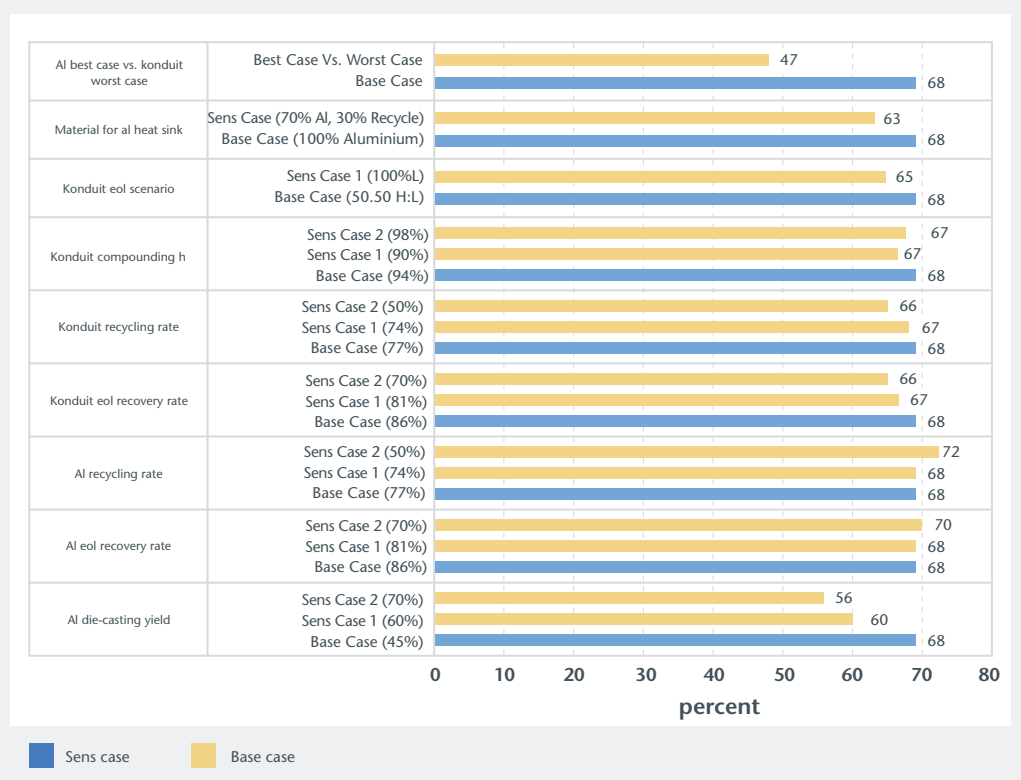 Al best case vs. konduit
worst case
Best Case Vs. Worst Case
47
Base Case
68
Material for al heat sink
Sens Case (70% Al, 30% Recycle)
63
Base Case (100% Aluminium)
68
Konduit eol scenario
Sens Case 1 (100%L)
65
Base Case (50.50 H:L)
68
Konduit compounding h
Sens Case 2 (98%)
67
Sens Case 1 (90%)
67
Base Case (94%)
68
Konduit recycling rate
Sens Case 2 (50%)
66
Sens Case 1 (74%)
67
Base Case (77%)
68
Konduit eol recovery rate
Sens Case 2 (70%)
66
Sens Case 1 (81%)
67
Base Case (86%)
68
Al recycling rate
Sens Case 2 (50%)
72
Sens Case 1 (74%)
68
Base Case (77%)
68
Al eol recovery rate
Sens Case 2 (70%)
70
Sens Case 1 (81%)
68
Base Case (86%)
68
Al die-casting yield
Sens Case 2 (70%)
56
Sens Case 1 (60%)
60
Base Case (45%)
68
0 10 20 30 40 50 60 70 80
percent
Sens case
Base case